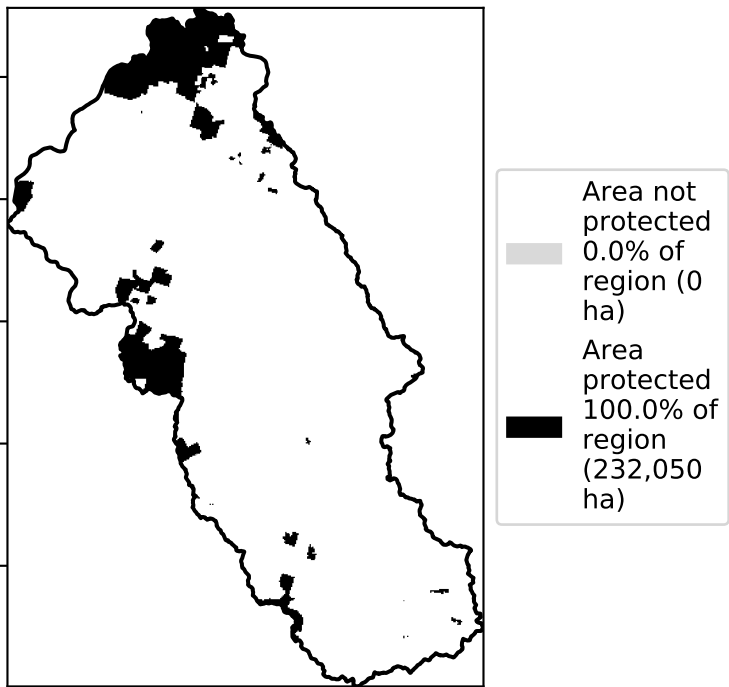 Area not
protected
0.0% of
region (0
ha)
Area
protected
100.0% of
region
(232,050
ha)